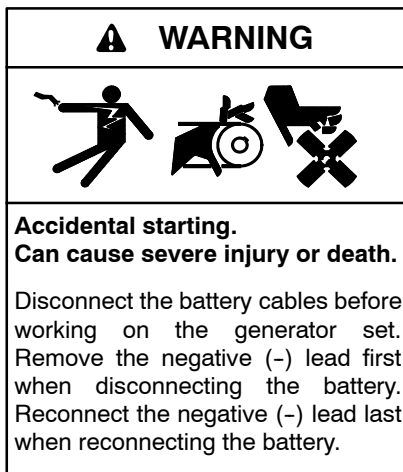 WARNING
Accidental starting.
Can cause severe injury or death.
Disconnect the battery cables before
working on the generator set.
Remove the negative (–) lead first
when disconnecting the battery.
Reconnect the negative (–) lead last
when reconnecting the battery.